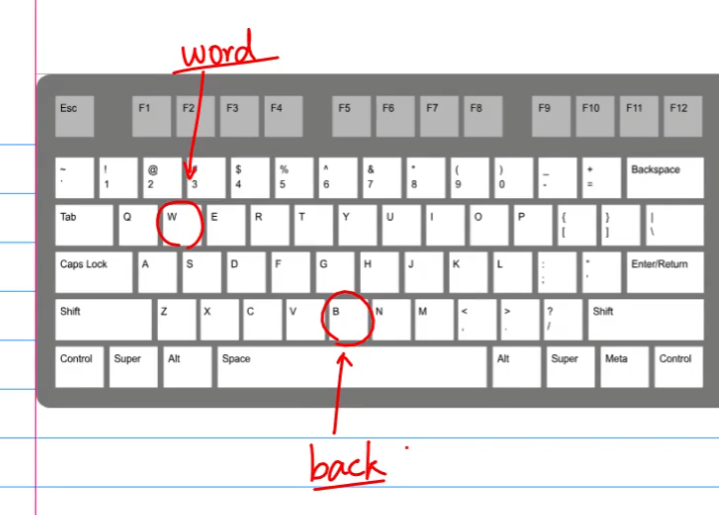 word
Esc F1 F2 F3 F4 F5 F6 F7 F8 F9 F10 F11 F12
~ ! @ # $ % ^ & * ( ) _ + Backspace
` 1 2 3 4 5 6 7 8 9 0 - =
Tab Q W E R T Y U I O P { } |
[ ] \
Caps Lock A S D F G H J K L : " Enter/Return
; '
Shift Z X C V B N M < > ? Shift
, . /
Control Super Alt Space Alt Super Meta Control
back